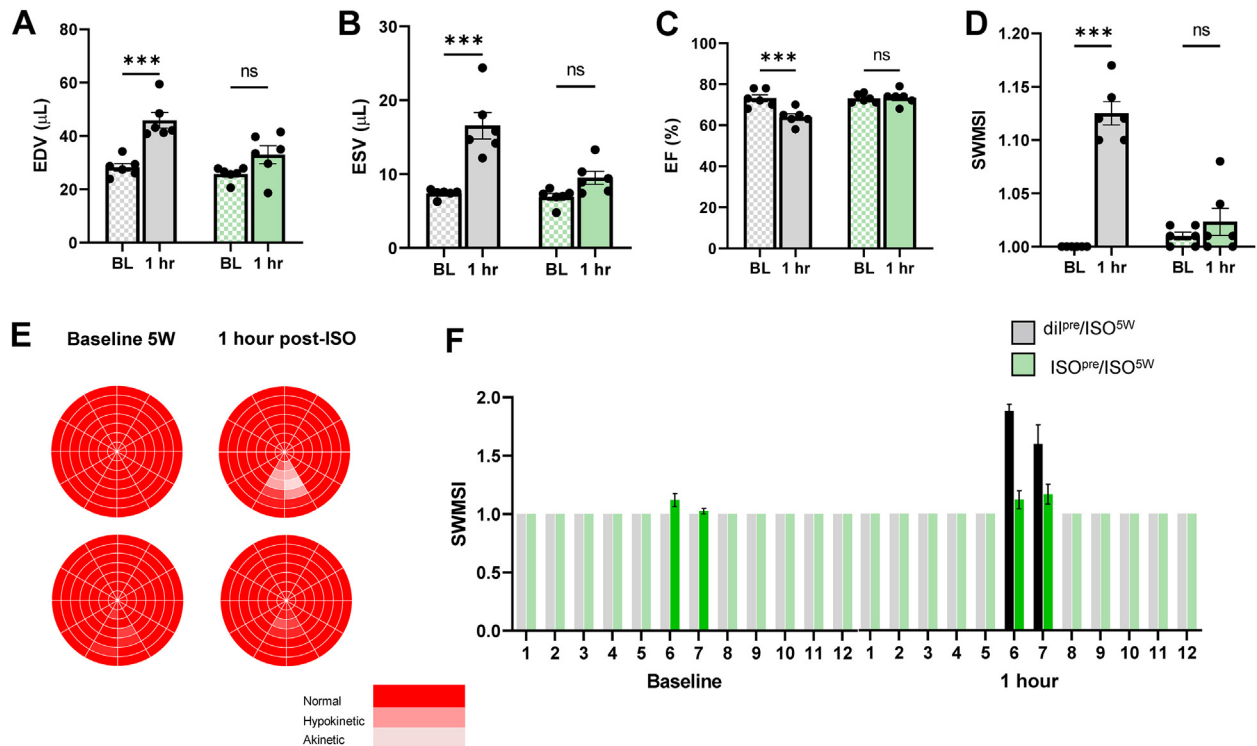 A
EDV (μL)
80
60
40
20
0
***
ns
BL 1 hr BL 1 hr
B
ESV (μL)
30
20
10
0
***
ns
BL 1 hr BL 1 hr
C
EF (%)
100
80
60
40
20
0
***
ns
BL 1 hr BL 1 hr
D
SWMSI
1.20
1.15
1.10
1.05
1.00
***
ns
BL 1 hr BL 1 hr
E
Baseline 5W 1 hour post-ISO
Normal
Hypokinetic
Akinetic
F
dilᵖʳᵉ/ISO⁵ᵂ
ISOᵖʳᵉ/ISO⁵ᵂ
SWMSI
2.0
1.5
1.0
0.5
0.0
1 2 3 4 5 6 7 8 9 10 11 12 1 2 3 4 5 6 7 8 9 10 11 12
Baseline 1 hour